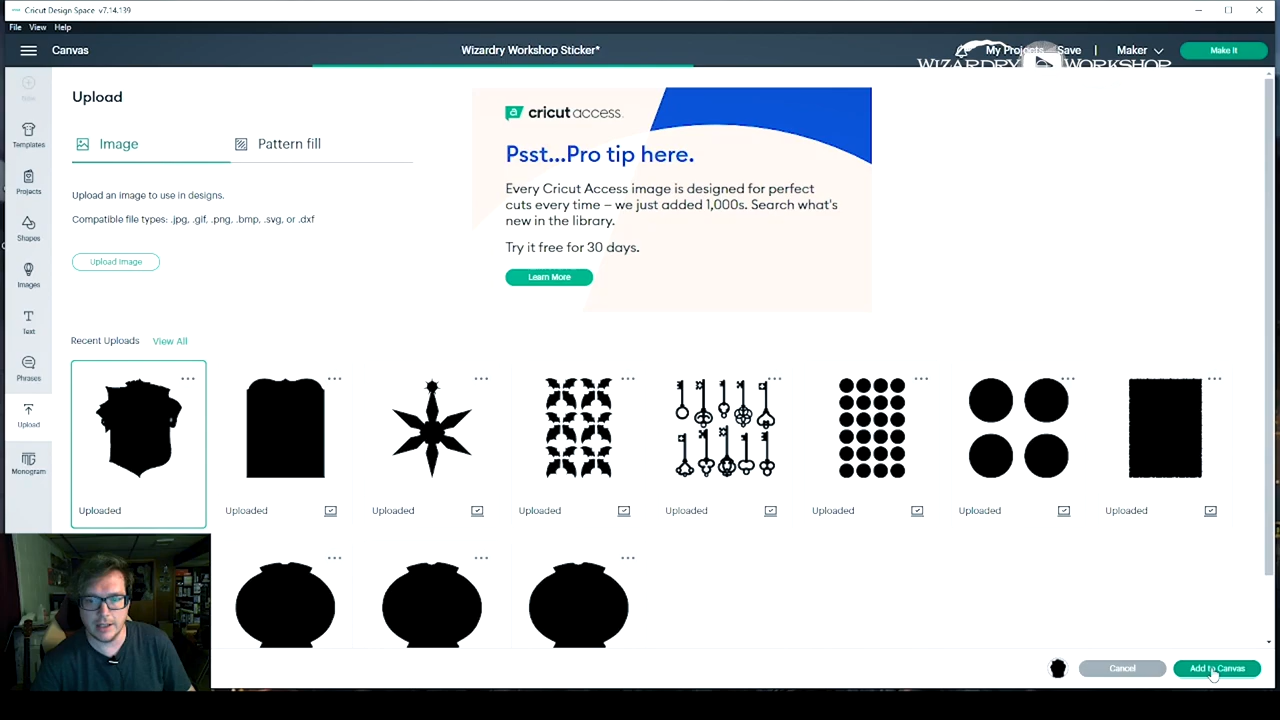 Cricut Design Space v7.14.139
File View Help
Canvas
Wizardry Workshop Sticker*
My Projects Save | Maker
Make It
WIZARDRY WORKSHOP
New
Templates
Projects
Shapes
Images
Text
Phrases
Upload
Monogram
Upload
Image
Pattern fill
Upload an image to use in designs.
Compatible file types: .jpg, .gif, .png, .bmp, .svg, or .dxf
Upload Image
cricut access.
Psst...Pro tip here.
Every Cricut Access image is designed for perfect
cuts every time – we just added 1,000s. Search what's
new in the library.
Try it free for 30 days.
Learn More
Recent Uploads View All
Uploaded Uploaded Uploaded Uploaded Uploaded Uploaded Uploaded Uploaded
Cancel
Add to Canvas